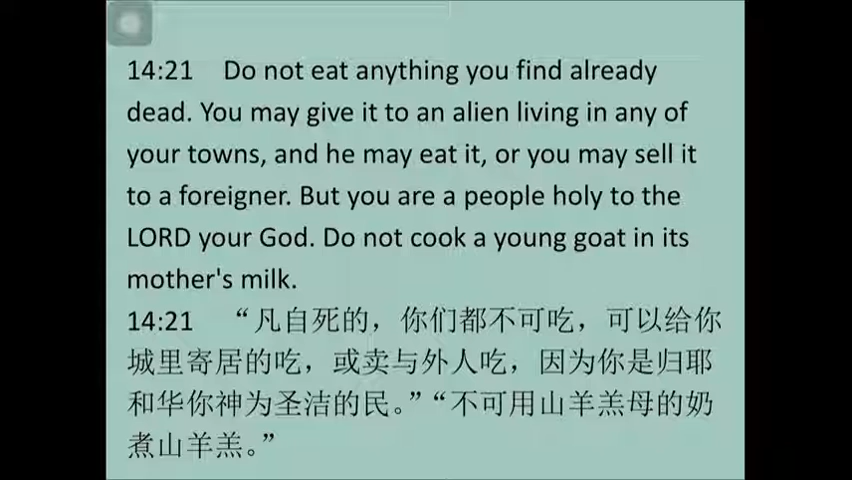 14:21 Do not eat anything you find already
dead. You may give it to an alien living in any of
your towns, and he may eat it, or you may sell it
to a foreigner. But you are a people holy to the
LORD your God. Do not cook a young goat in its
mother's milk.
14:21 “凡自死的，你们都不可吃，可以给你
城里寄居的吃，或卖与外人吃，因为你是归耶
和华你神为圣洁的民。”“不可用山羊羔母的奶
煮山羊羔。”